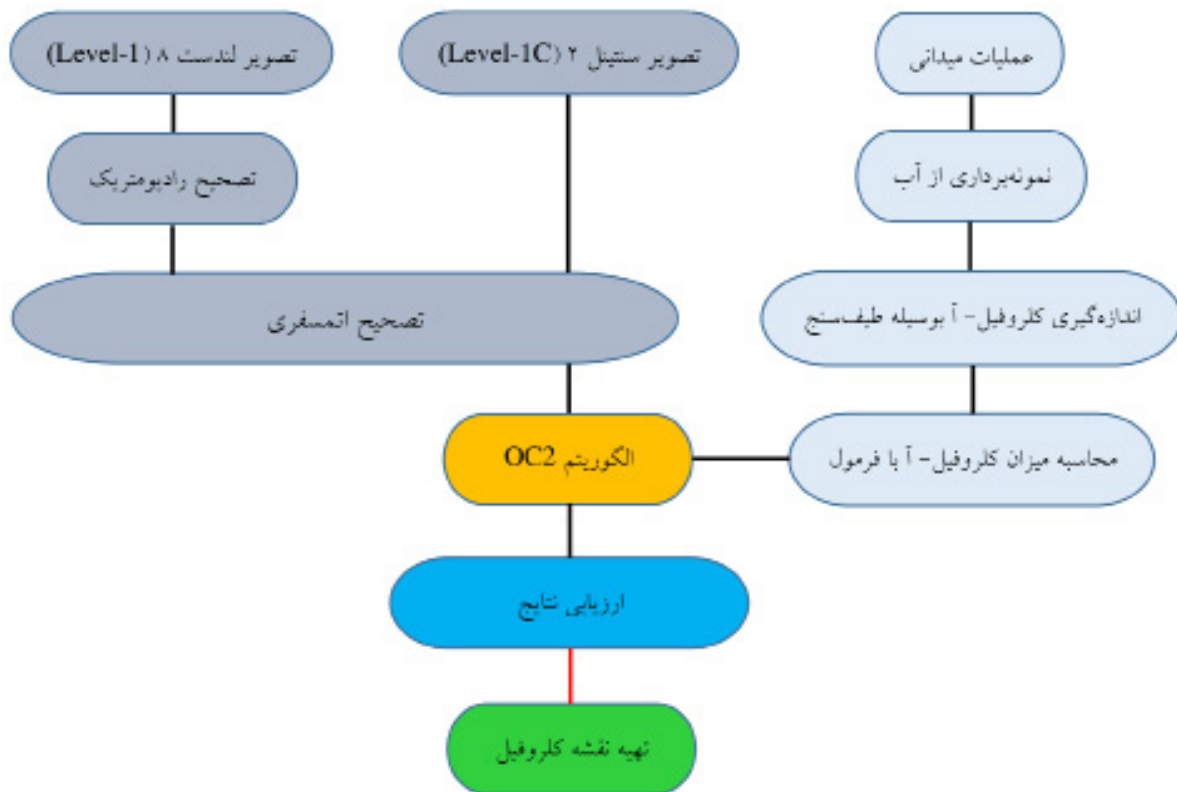 تصویر لندست ۸ (Level-1)
تصویر سنتینل ۲ (Level-1C)
عملیات میدانی
تصحیح رادیومتریک
نمونه‌برداری از آب
تصحیح اتمسفری
اندازه‌گیری کلروفیل- آ بوسیله طیف‌سنج
الگوریتم OC2
محاسبه میزان کلروفیل- آ با فرمول
ارزیابی نتایج
تهیه نقشه کلروفیل